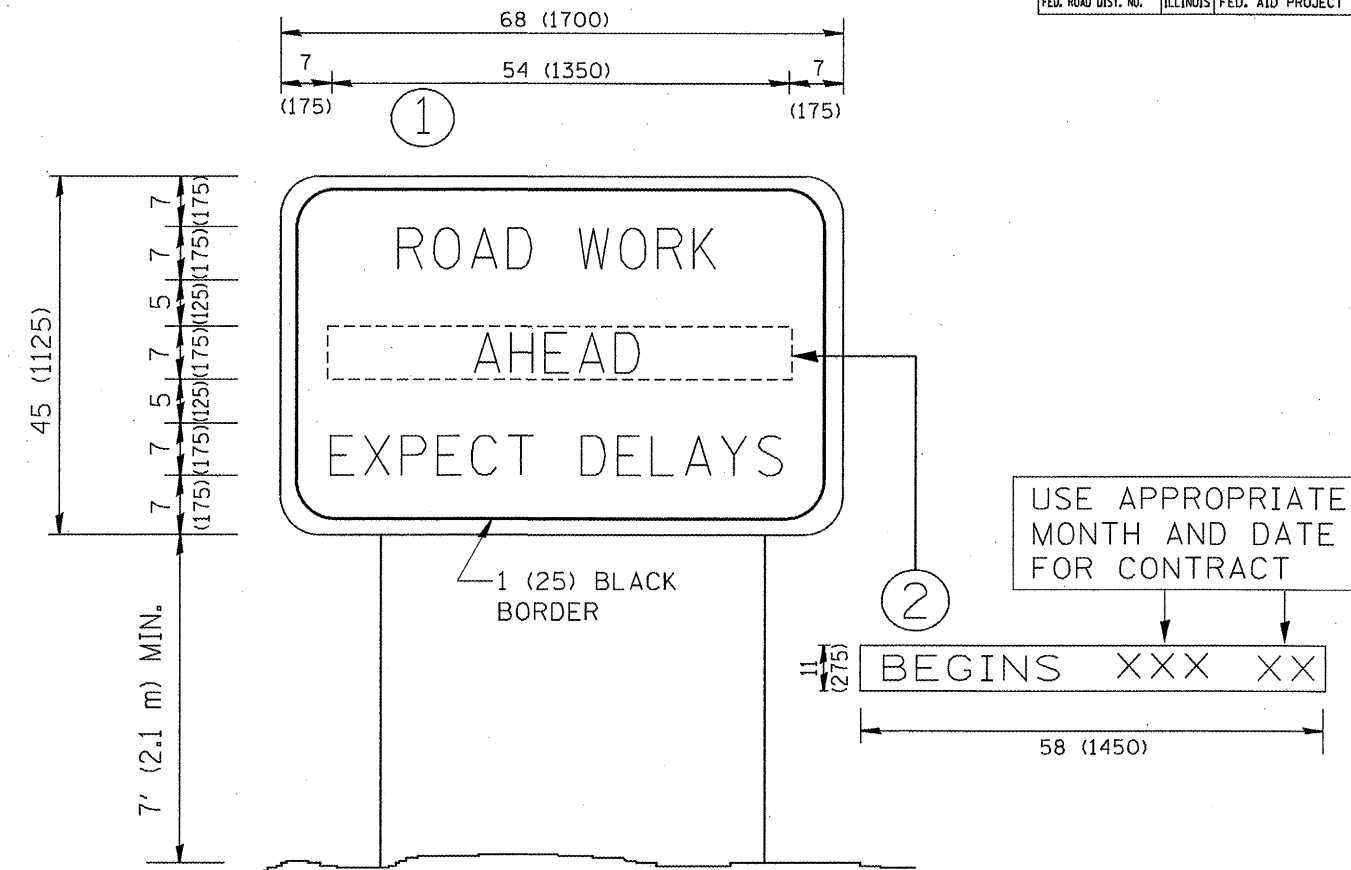 FED. ROAD DIST. NO. ILLINOIS FED. AID PROJECT
68 (1700)
7 54 (1350) 7
(175) (175)
1
45 (1125)
7 (175)
7 (175)
5 (125)
7 (175)
5 (125)
7 (175)
7 (175)
ROAD WORK
AHEAD
EXPECT DELAYS
1 (25) BLACK
BORDER
7' (2.1 m) MIN.
2
USE APPROPRIATE
MONTH AND DATE
FOR CONTRACT
11 (275)
BEGINS XXX XX
58 (1450)